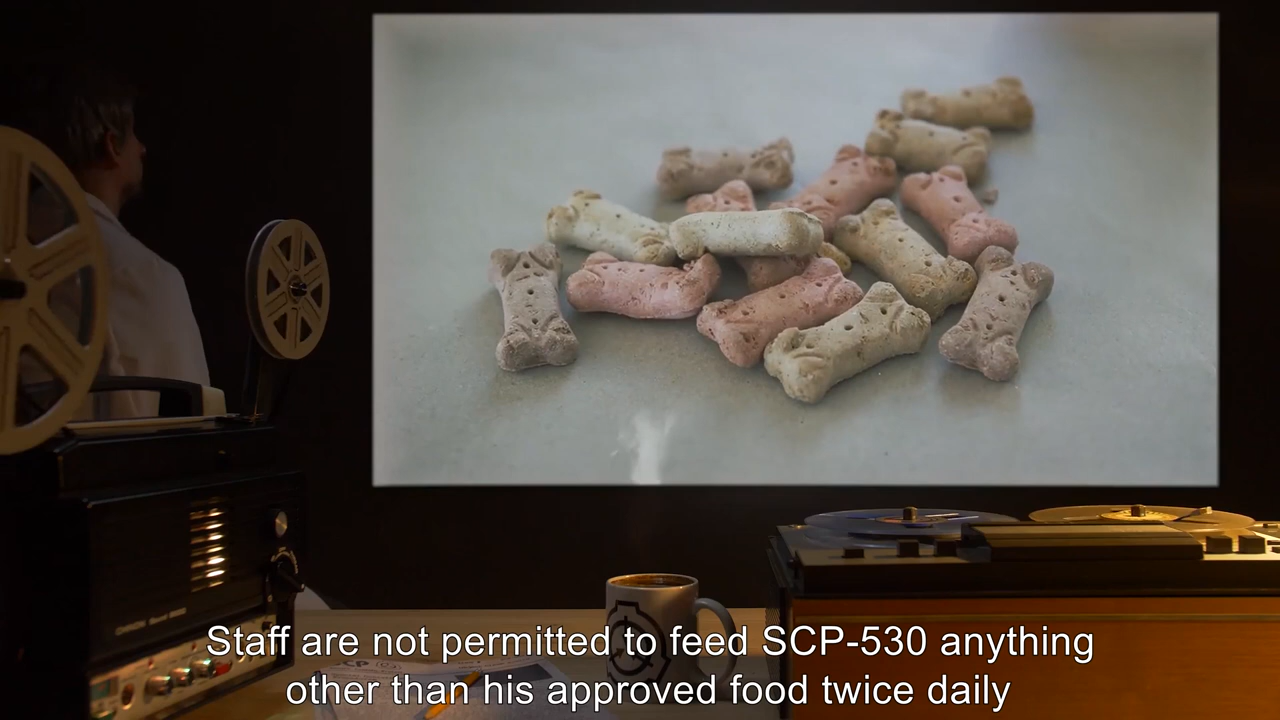 Staff are not permitted to feed SCP-530 anything
other than his approved food twice daily